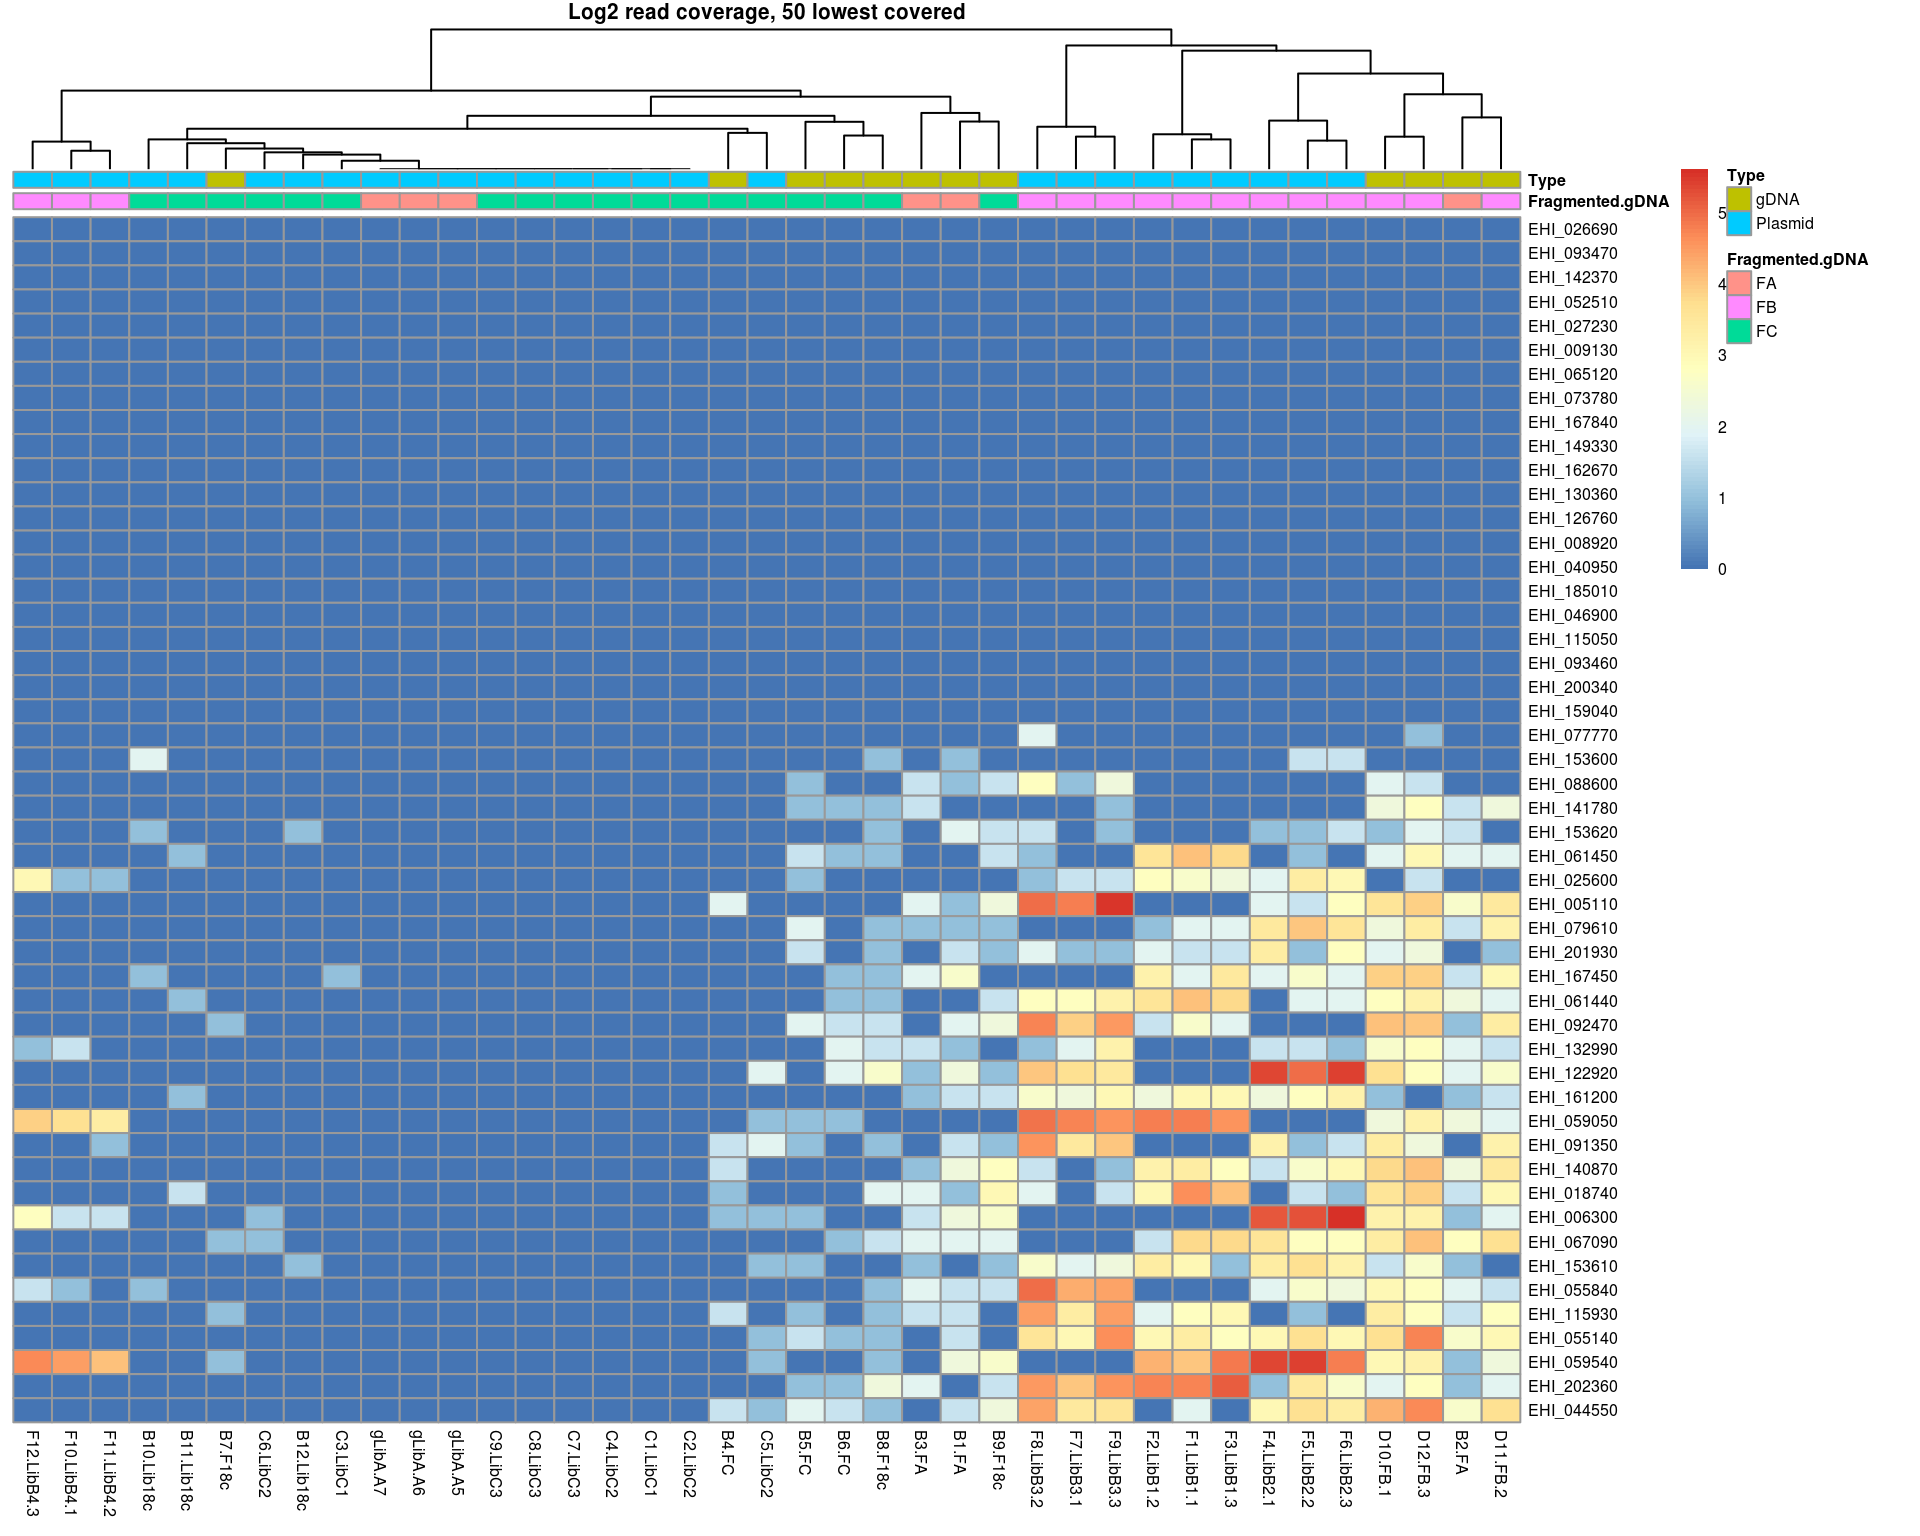 Log2 read coverage, 50 lowest covered
Type
Fragmented.gDNA
EHI_026690
EHI_093470
EHI_142370
EHI_052510
EHI_027230
EHI_009130
EHI_065120
EHI_073780
EHI_167840
EHI_149330
EHI_162670
EHI_130360
EHI_126760
EHI_008920
EHI_040950
EHI_185010
EHI_046900
EHI_115050
EHI_093460
EHI_200340
EHI_159040
EHI_077770
EHI_153600
EHI_088600
EHI_141780
EHI_153620
EHI_061450
EHI_025600
EHI_005110
EHI_079610
EHI_201930
EHI_167450
EHI_061440
EHI_092470
EHI_132990
EHI_122920
EHI_161200
EHI_059050
EHI_091350
EHI_140870
EHI_018740
EHI_006300
EHI_067090
EHI_153610
EHI_055840
EHI_115930
EHI_055140
EHI_059540
EHI_202360
EHI_044550
F12.LibB4.3
F10.LibB4.1
F11.LibB4.2
B10.Lib18c
B11.Lib18c
B7.F18c
C6.LibC2
B12.Lib18c
C3.LibC1
gLibA.A7
gLibA.A6
gLibA.A5
C9.LibC3
C8.LibC3
C7.LibC3
C4.LibC2
C1.LibC1
C2.LibC2
B4.FC
C5.LibC2
B5.FC
B6.FC
B8.F18c
B3.FA
B1.FA
B9.F18c
F8.LibB3.2
F7.LibB3.1
F9.LibB3.3
F2.LibB1.2
F1.LibB1.1
F3.LibB1.3
F4.LibB2.1
F5.LibB2.2
F6.LibB2.3
D10.FB.1
D12.FB.3
B2.FA
D11.FB.2
5
4
3
2
1
0
Type
gDNA
Plasmid
Fragmented.gDNA
FA
FB
FC